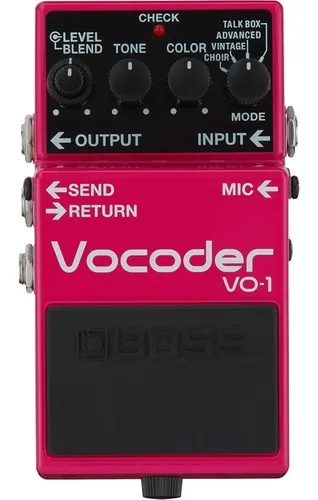 CHECK
LEVEL
BLEND
TONE
COLOR
TALK BOX
ADVANCED
VINTAGE
CHOIR
MODE
←OUTPUT
INPUT←
←SEND
→RETURN
MIC←
Vocoder
VO-1
BOSS